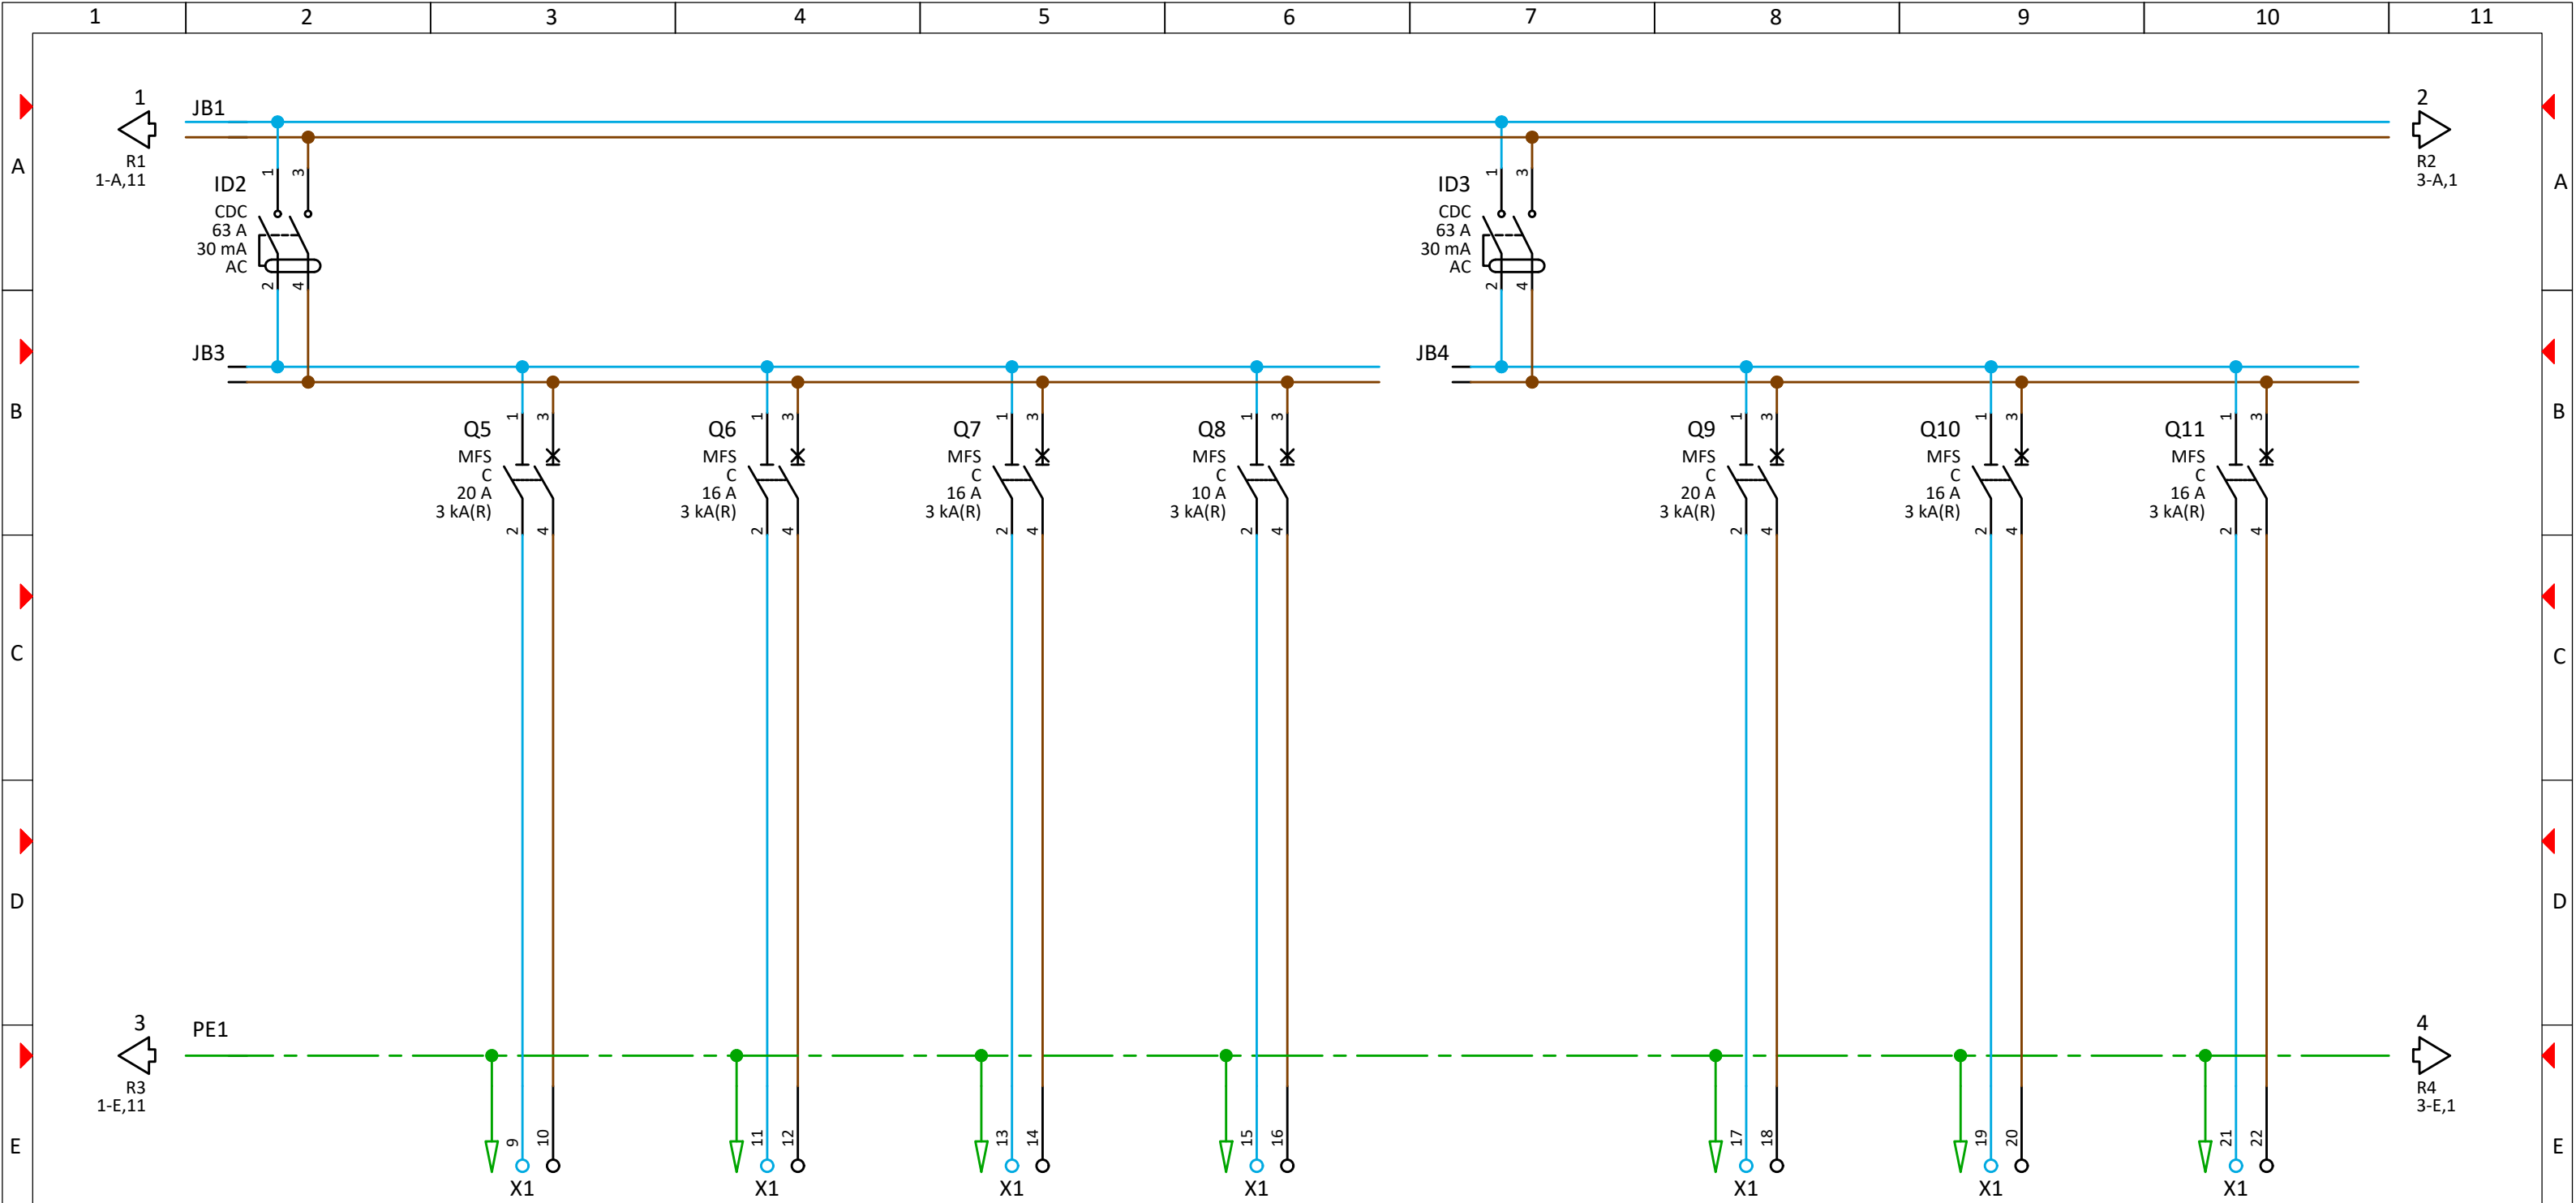 1 2 3 4 5 6 7 8 9 10 11
1 JB1 2
A R1 R2 A
1-A,11 3-A,1
ID2 1 3
CDC
63 A
30 mA
AC
2 4
ID3 1 3
CDC
63 A
30 mA
AC
2 4
JB3 JB4
B B
Q5 1 3
MFS
C
20 A
3 kA(R)
2 4
Q6 1 3
MFS
C
16 A
3 kA(R)
2 4
Q7 1 3
MFS
C
16 A
3 kA(R)
2 4
Q8 1 3
MFS
C
10 A
3 kA(R)
2 4
Q9 1 3
MFS
C
20 A
3 kA(R)
2 4
Q10 1 3
MFS
C
16 A
3 kA(R)
2 4
Q11 1 3
MFS
C
16 A
3 kA(R)
2 4
C C
D D
3 PE1 4
R3 R4
1-E,11 3-E,1
E 9 10 11 12 13 14 15 16 17 18 19 20 21 22 E
X1 X1 X1 X1 X1 X1 X1